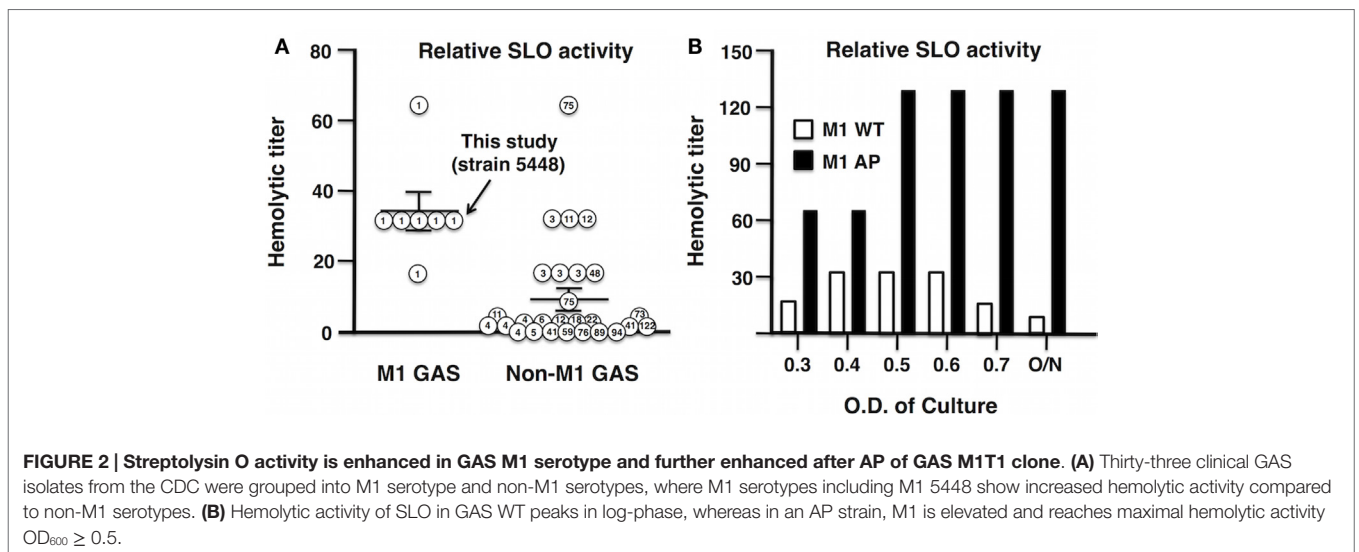 A
Relative SLO activity
80
60
40
20
0
Hemolytic titer
1
This study
(strain 5448)
1 1 1 1 1
1
75
3 11 12
3 3 3 48
75
11 73
4 4 4 6 12 18 22 41 122
4 5 41 59 76 89 94
M1 GAS Non-M1 GAS
B
Relative SLO activity
150
120
90
60
30
Hemolytic titer
M1 WT
M1 AP
0.3 0.4 0.5 0.6 0.7 O/N
O.D. of Culture
FIGURE 2 | Streptolysin O activity is enhanced in GAS M1 serotype and further enhanced after AP of GAS M1T1 clone. (A) Thirty-three clinical GAS
isolates from the CDC were grouped into M1 serotype and non-M1 serotypes, where M1 serotypes including M1 5448 show increased hemolytic activity compared
to non-M1 serotypes. (B) Hemolytic activity of SLO in GAS WT peaks in log-phase, whereas in an AP strain, M1 is elevated and reaches maximal hemolytic activity
OD₆₀₀ ≥ 0.5.